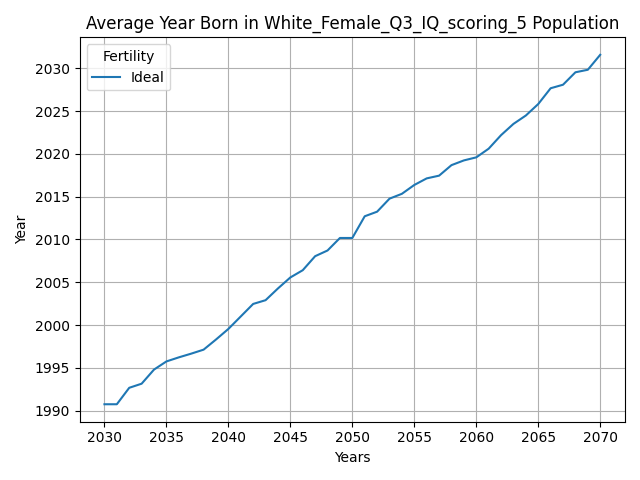 Average Year Born in White_Female_Q3_IQ_scoring_5 Population
Fertility
Ideal
2030
2025
2020
2015
2010
2005
2000
1995
1990
Year
2030 2035 2040 2045 2050 2055 2060 2065 2070
Years